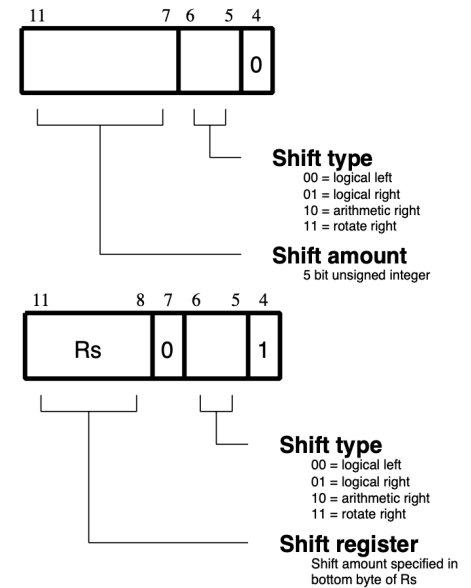 11 7 6 5 4
0
Shift type
00 = logical left
01 = logical right
10 = arithmetic right
11 = rotate right
Shift amount
5 bit unsigned integer
11 8 7 6 5 4
Rs 0 1
Shift type
00 = logical left
01 = logical right
10 = arithmetic right
11 = rotate right
Shift register
Shift amount specified in
bottom byte of Rs